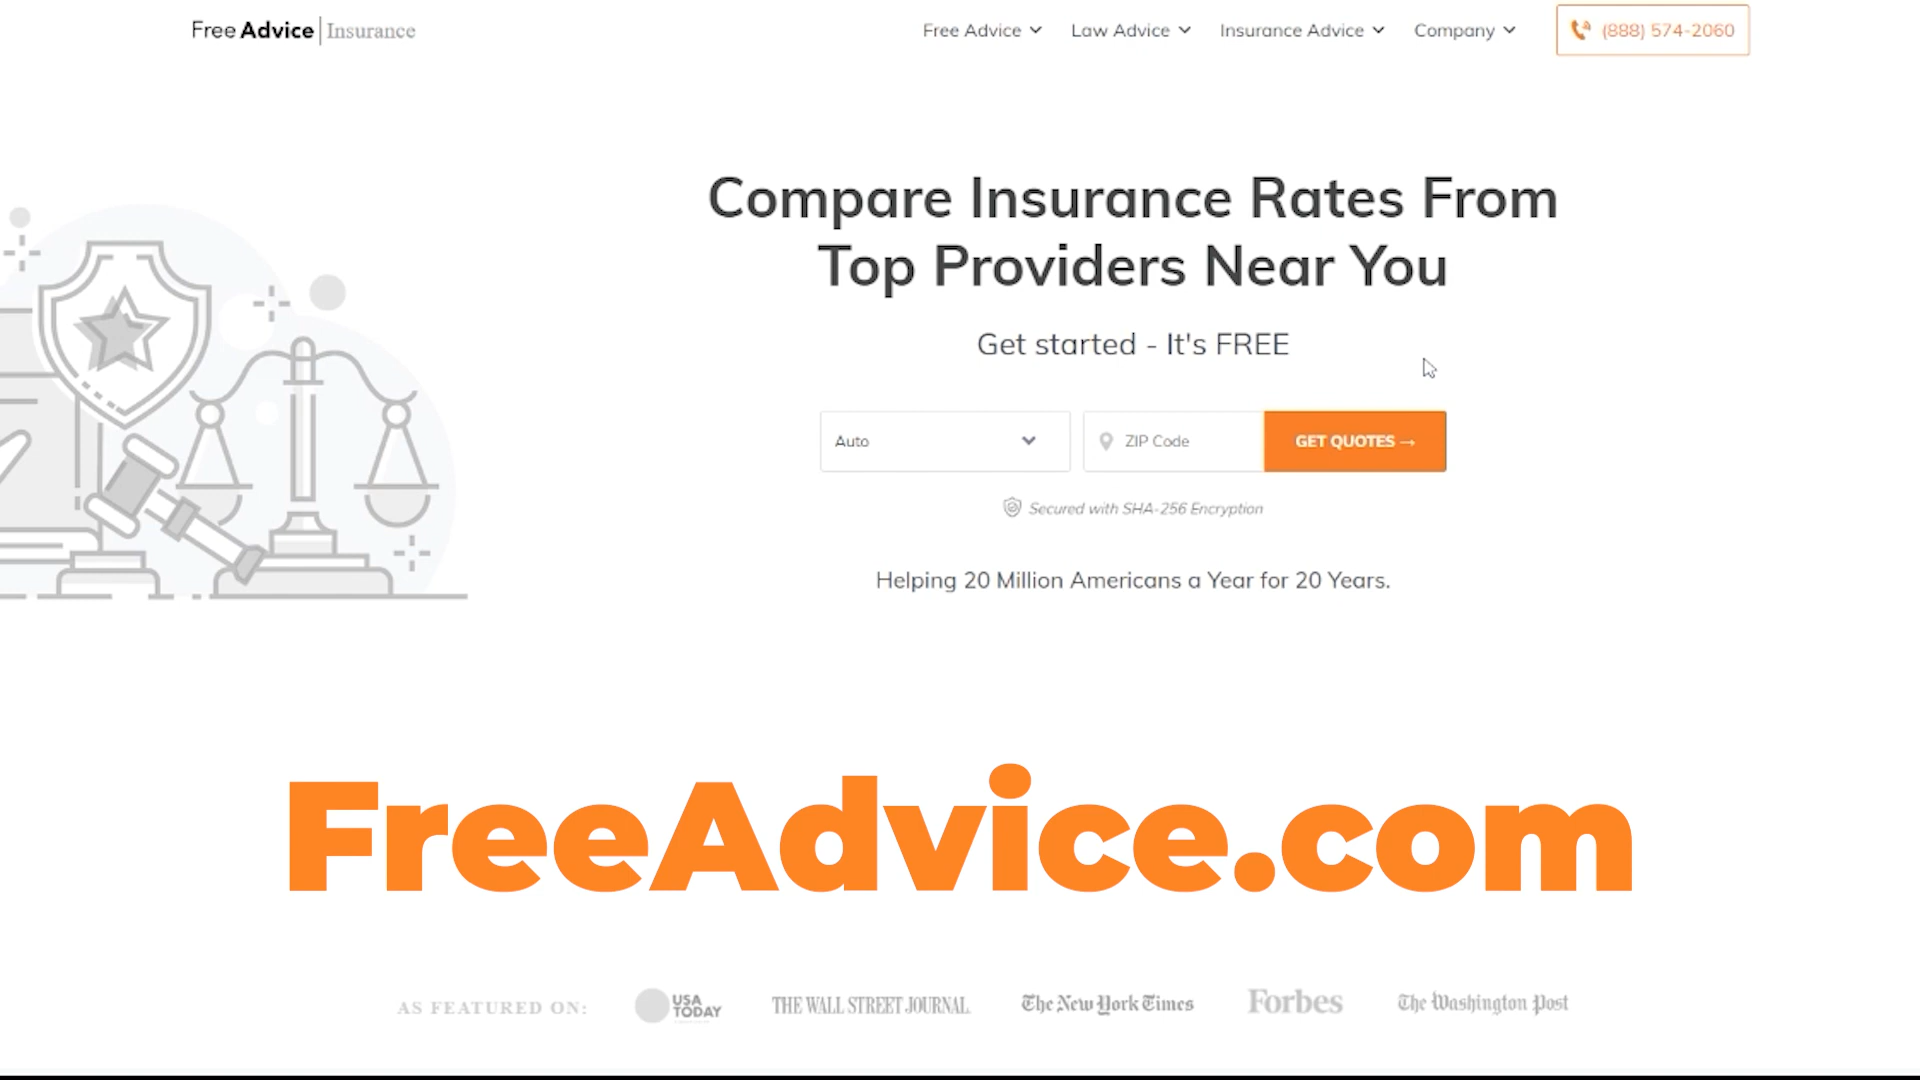 Free Advice | Insurance
Free Advice
Law Advice
Insurance Advice
Company
(888) 574-2060
Compare Insurance Rates From
Top Providers Near You
Get started - It's FREE
Auto
ZIP Code
GET QUOTES →
Secured with SHA-256 Encryption
Helping 20 Million Americans a Year for 20 Years.
FreeAdvice.com
AS FEATURED ON:
USA
TODAY
THE WALL STREET JOURNAL
The New York Times
Forbes
The Washington Post